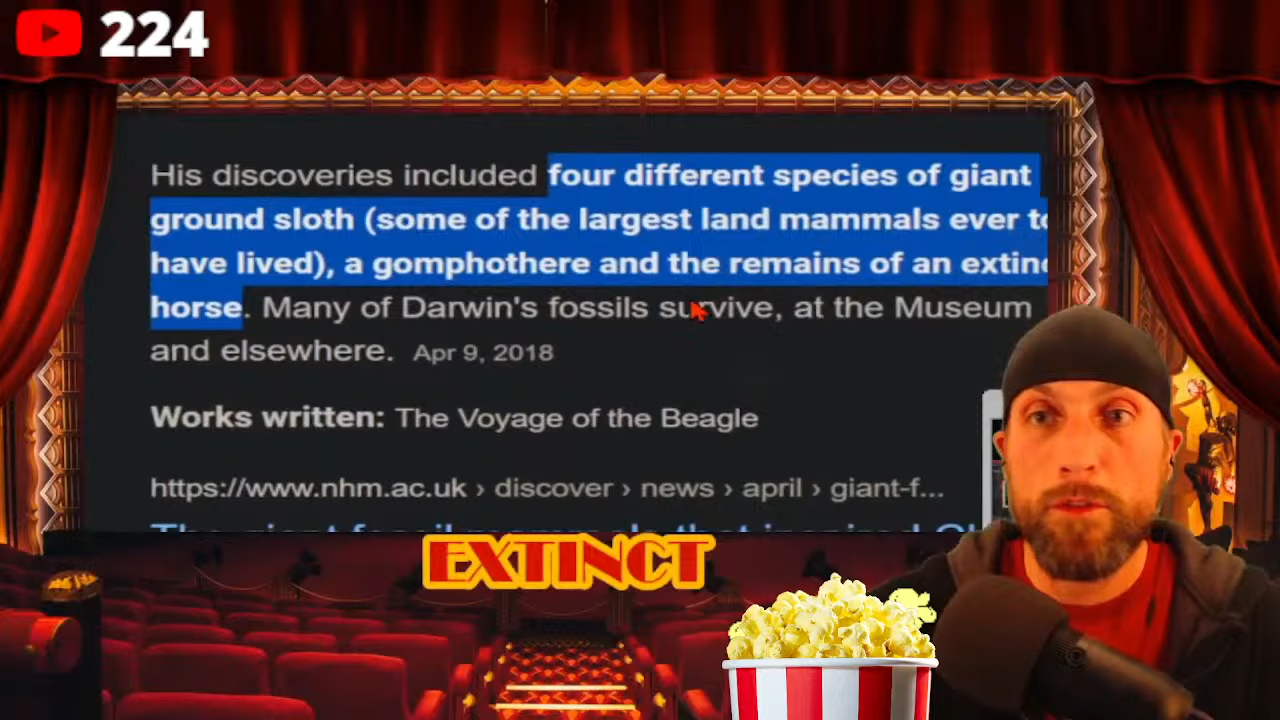 224
His discoveries included four different species of giant
ground sloth (some of the largest land mammals ever
have lived), a gomphothere and the remains of an
horse. Many of Darwin's fossils survive, at the Museum
and elsewhere. Apr 9, 2018
Works written: The Voyage of the Beagle
https://www.nhm.ac.uk › discover › news › april › giant-f...
EXTINCT